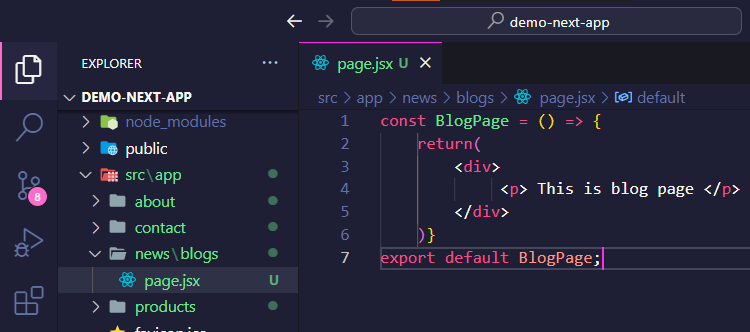 demo-next-app
EXPLORER ...
page.jsx U
DEMO-NEXT-APP
src > app > news > blogs > page.jsx > default
node_modules
public
src\app
about
contact
news\blogs
page.jsx U
products
8
1 const BlogPage = () => {
2 return(
3 <div>
4 <p> This is blog page </p>
5 </div>
6 )}
7 export default BlogPage;